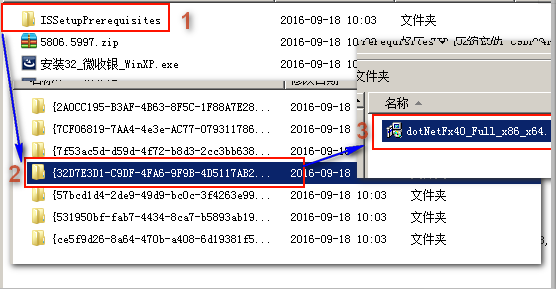 ISSetupPrerequisites 2016-09-18 10:03 文件夹
1
5806.5997.zip 2016-09-18
安装32_微收银_WinXP.exe 2016-09-18
文件夹
名称
{2A0CC195-B3AF-4B63-8F5C-1F88A7E28... 2016-09-18
{7CF06819-7AA4-4e3e-AC77-079311786... 2016-09-18
3 dotNetFx40_Full_x86_x64.
{7f53ac5d-d59d-4f72-b8d3-2cc3bb638... 2016-09-18
2 {32D7E3D1-C9DF-4FA6-9F9B-4D5117AB2... 2016-09-18
{57bcd1d4-2de9-49d9-bc0c-3f4263e99... 2016-09-18 10:03 文件夹
{531950bf-fab7-4434-8ca7-b5893ab19... 2016-09-18 10:03 文件夹
{ce5f9d26-8a64-470b-a408-6d19381f5... 2016-09-18 10:03 文件夹